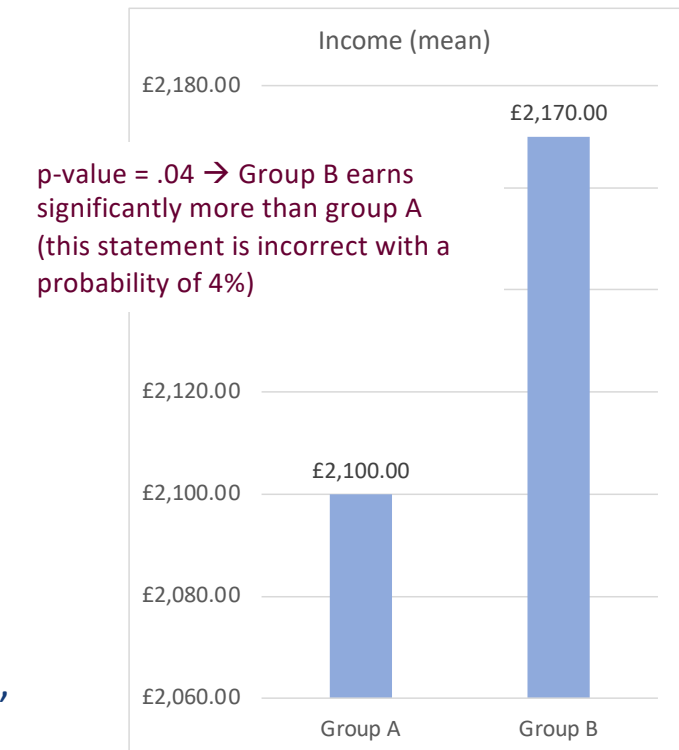 Income (mean)
£2,180.00
£2,170.00
p-value = .04 → Group B earns
significantly more than group A
(this statement is incorrect with a
probability of 4%)
£2,120.00
£2,100.00
£2,100.00
£2,080.00
£2,060.00
,
Group A Group B